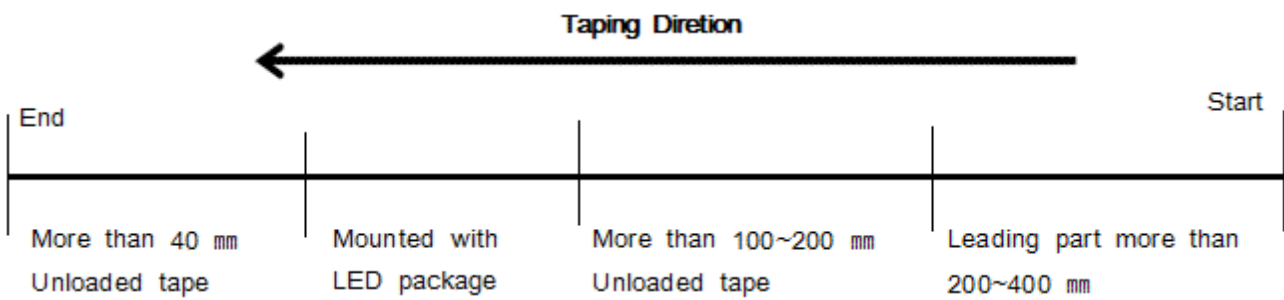 Taping Diretion
End
Start
More than 40 ㎜
Unloaded tape
Mounted with
LED package
More than 100~200 ㎜
Unloaded tape
Leading part more than
200~400 ㎜